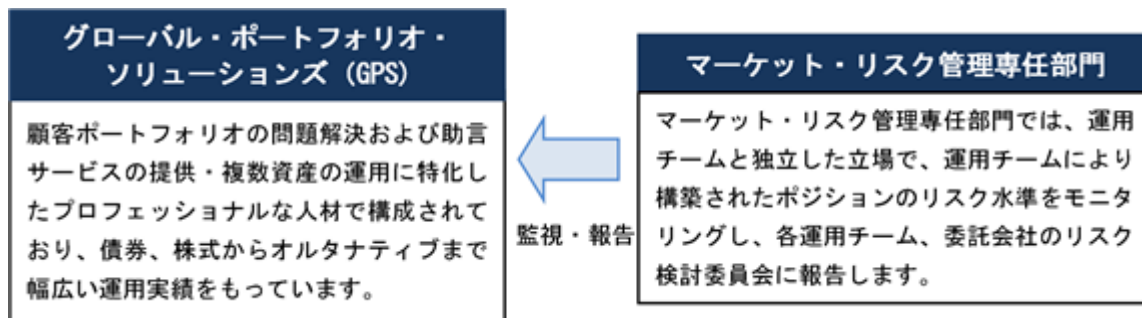 グローバル・ポートフォリオ・
ソリューションズ (GPS)
顧客ポートフォリオの問題解決および助言
サービスの提供・複数資産の運用に特化し
たプロフェッショナルな人材で構成されて
おり、債券、株式からオルタナティブまで
幅広い運用実績をもっています。
監視・報告
マーケット・リスク管理専任部門
マーケット・リスク管理専任部門では、運用
チームと独立した立場で、運用チームにより
構築されたポジションのリスク水準をモニタ
リングし、各運用チーム、委託会社のリスク
検討委員会に報告します。